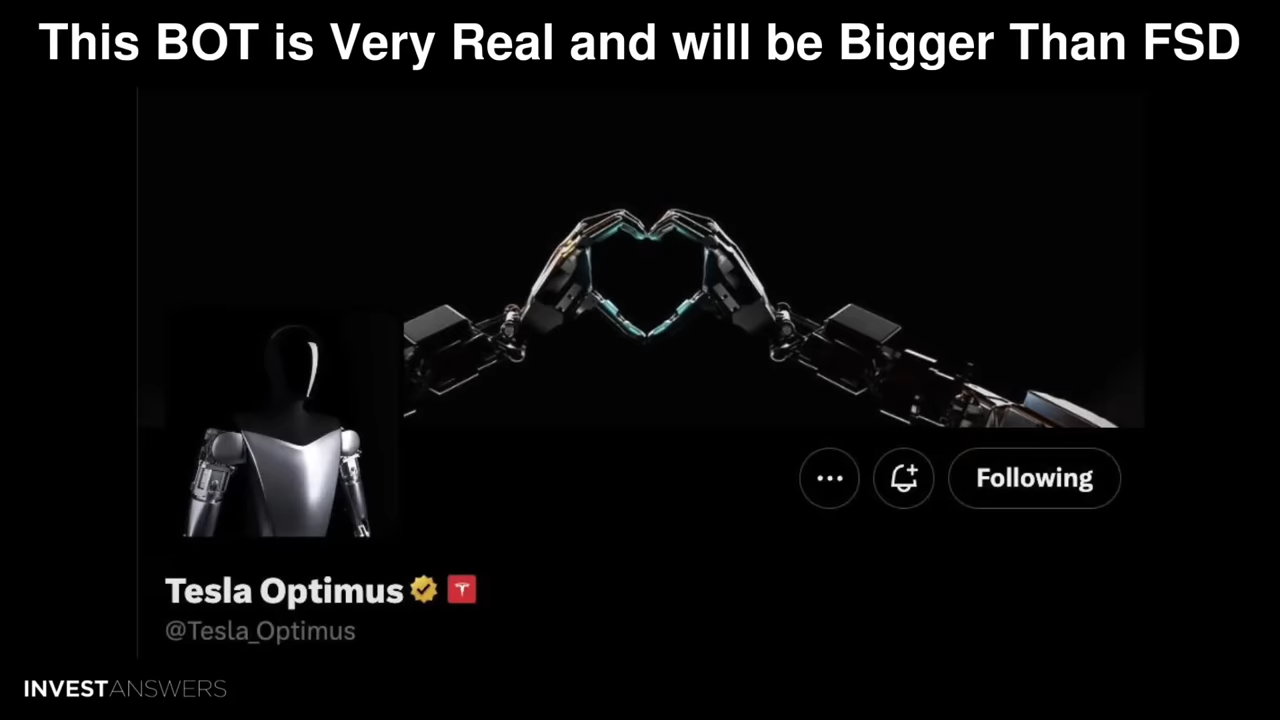 This BOT is Very Real and will be Bigger Than FSD
Following
Tesla Optimus
@Tesla_Optimus
INVESTANSWERS